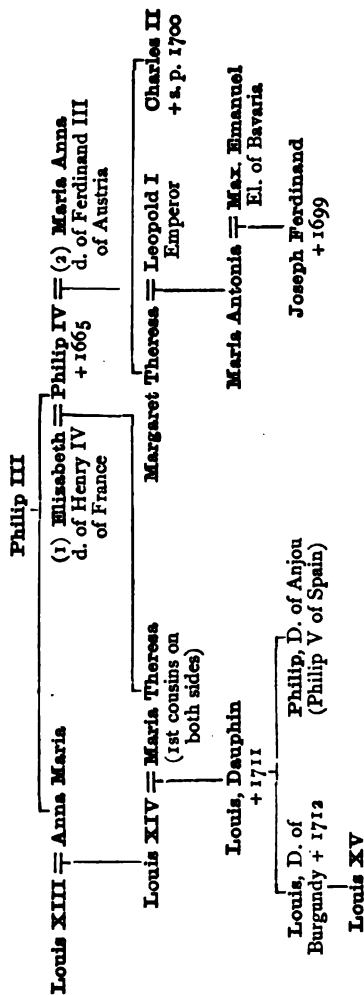 Philip III
Louis XIII = Anna Maria
(1) Elizabeth = Philip IV = (2) Maria Anna
d. of Henry IV
of France
+ 1665
d. of Ferdinand III
of Austria
Louis XIV = Maria Theresa
(1st cousins on
both sides)
Margaret Theresa = Leopold I
Emperor
Charles II
+ s. p. 1700
Louis, Dauphin
+ 1711
Maria Antonia = Max. Emanuel
El. of Bavaria
Louis, D. of
Burgundy + 1712
Philip, D. of Anjou
(Philip V of Spain)
Joseph Ferdinand
+ 1699
Louis XV